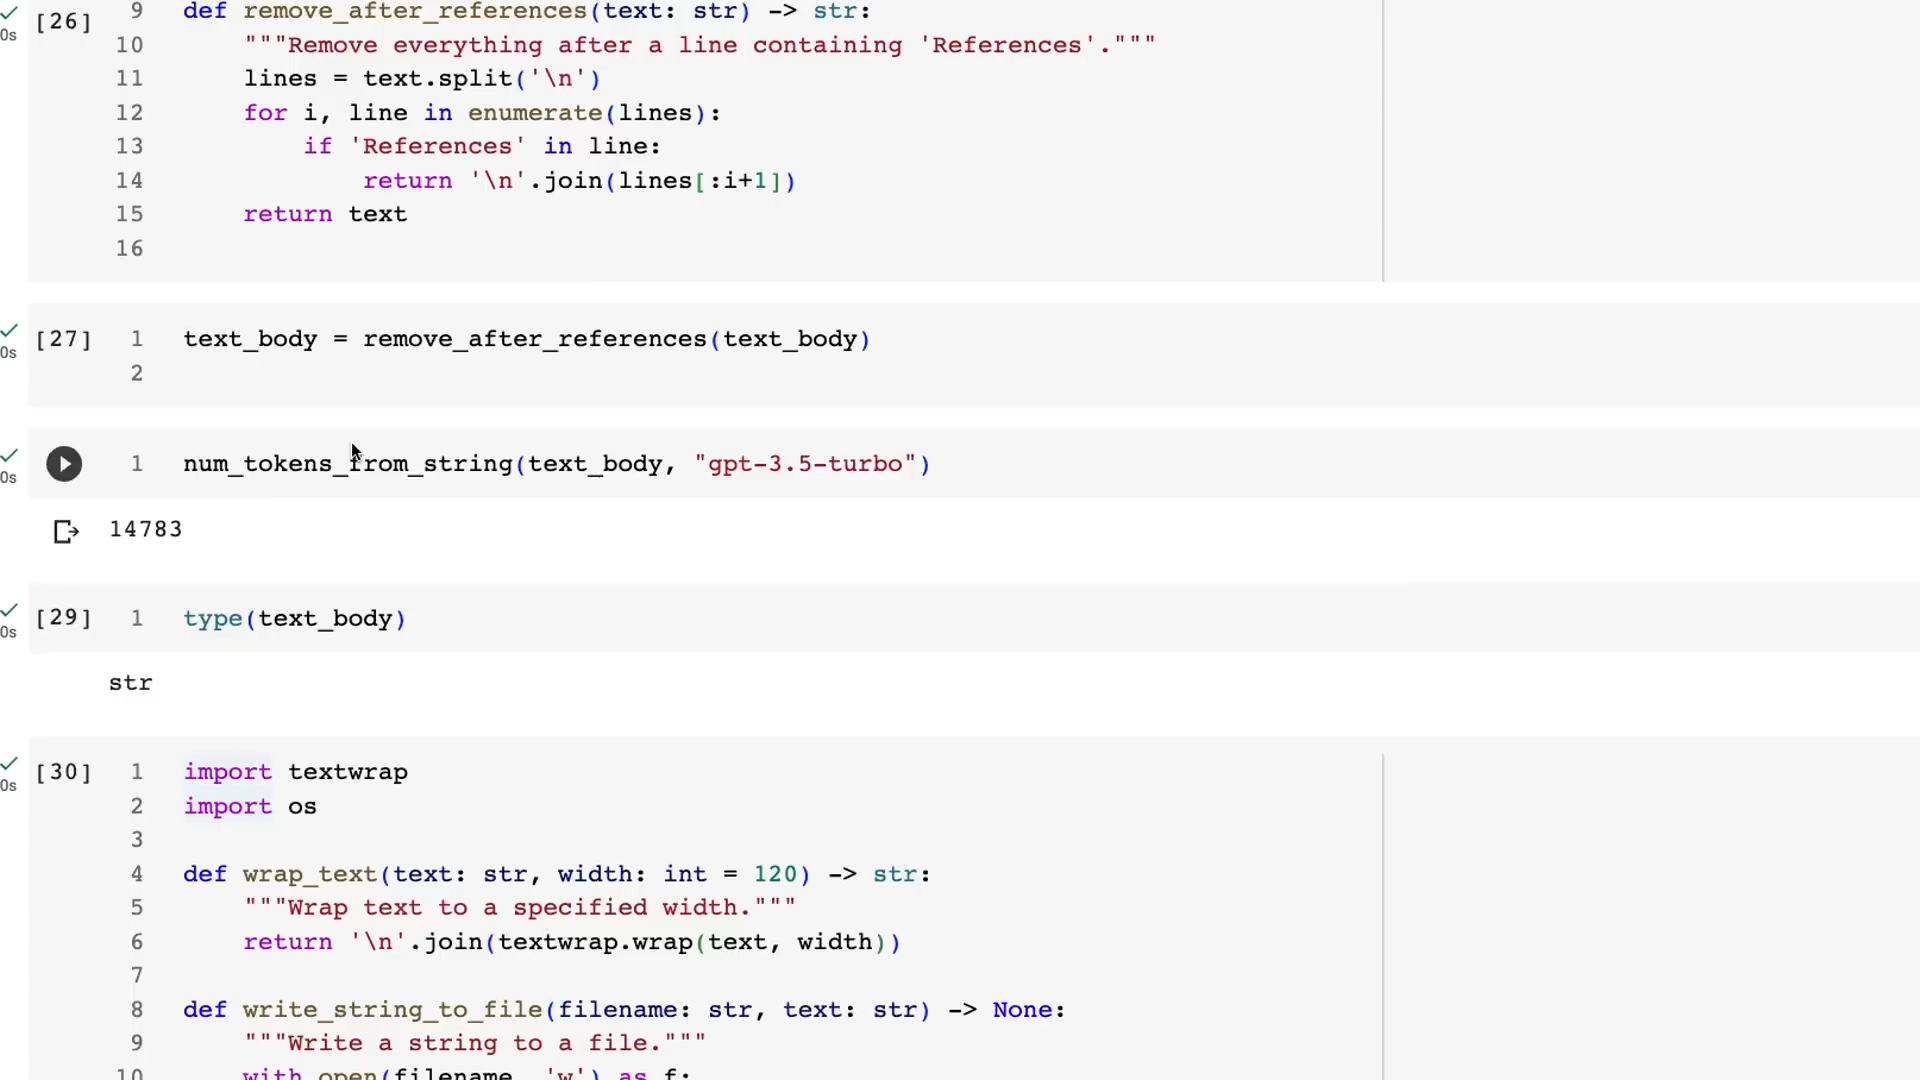 [26] 9 def remove_after_references(text: str) -> str:
0s
10 """Remove everything after a line containing 'References'."""
11 lines = text.split('\n')
12 for i, line in enumerate(lines):
13 if 'References' in line:
14 return '\n'.join(lines[:i+1])
15 return text
16
[27] 1 text_body = remove_after_references(text_body)
0s
2
1 num_tokens_from_string(text_body, "gpt-3.5-turbo")
0s
14783
[29] 1 type(text_body)
0s
str
[30] 1 import textwrap
0s
2 import os
3
4 def wrap_text(text: str, width: int = 120) -> str:
5 """Wrap text to a specified width."""
6 return '\n'.join(textwrap.wrap(text, width))
7
8 def write_string_to_file(filename: str, text: str) -> None:
9 """Write a string to a file."""
10 with open(filename, 'w') as f: